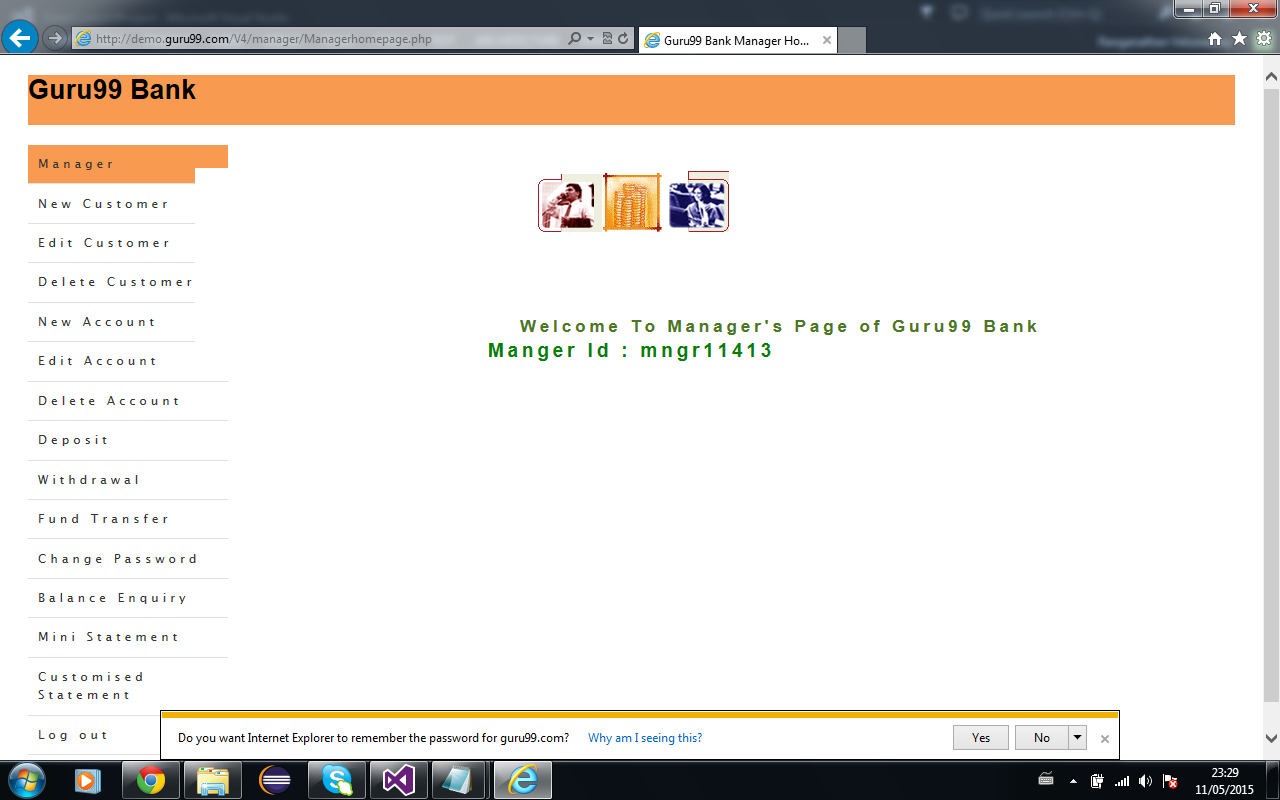 http://demo.guru99.com/V4/manager/Managerhomepage.php
Guru99 Bank Manager Ho...
Guru99 Bank
Manager
New Customer
Edit Customer
Delete Customer
New Account
Edit Account
Delete Account
Deposit
Withdrawal
Fund Transfer
Change Password
Balance Enquiry
Mini Statement
Customised
Statement
Log out
Welcome To Manager's Page of Guru99 Bank
Manger Id : mngr11413
Do you want Internet Explorer to remember the password for guru99.com? Why am I seeing this? Yes No
23:29
11/05/2015